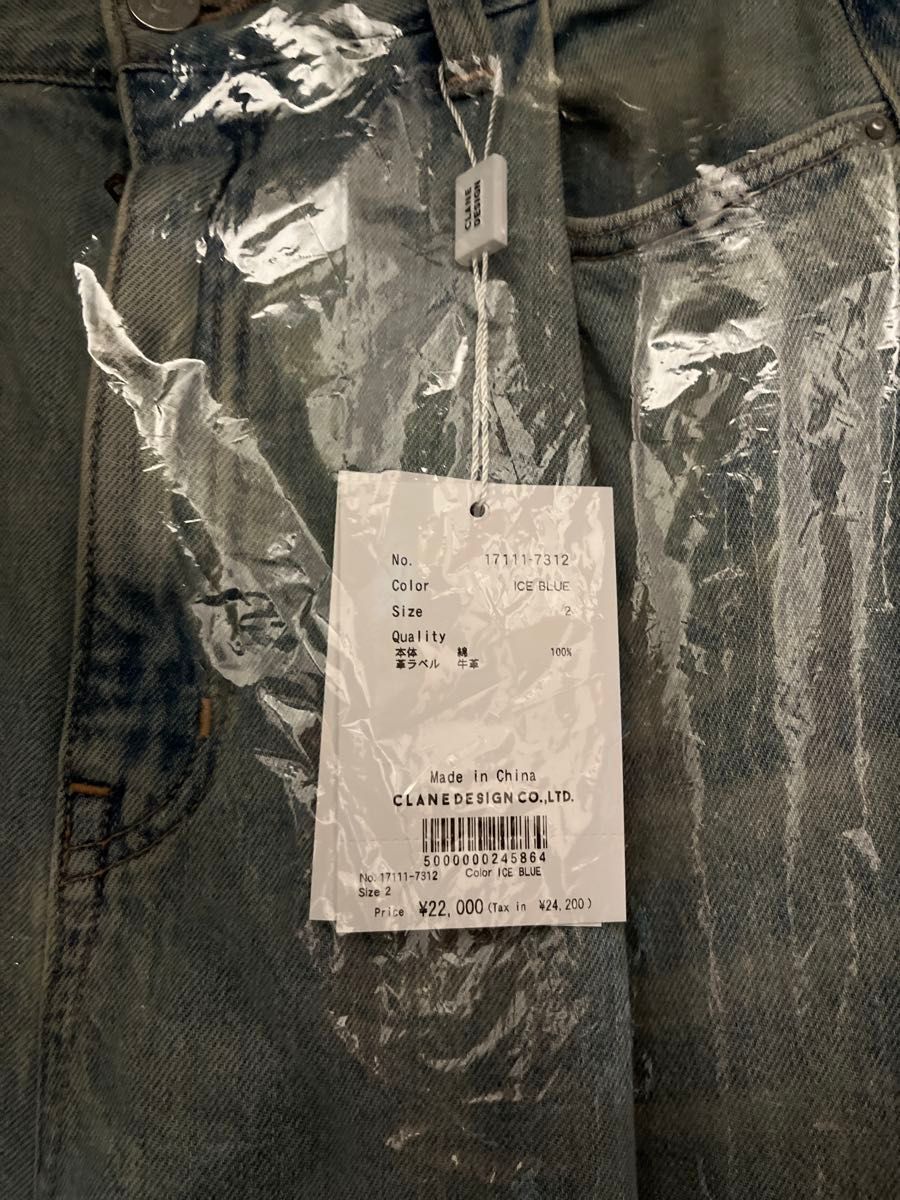 CLANE
DESIGN
No. 17111-7312
Color ICE BLUE
Size 2
Quality
本体 綿 100%
革ラベル 牛革
Made in China
CLANEDESIGN CO.,LTD.
5000000245864
No. 17111-7312 Color ICE BLUE
Size 2
Price ¥22,000 (Tax in ¥24,200)